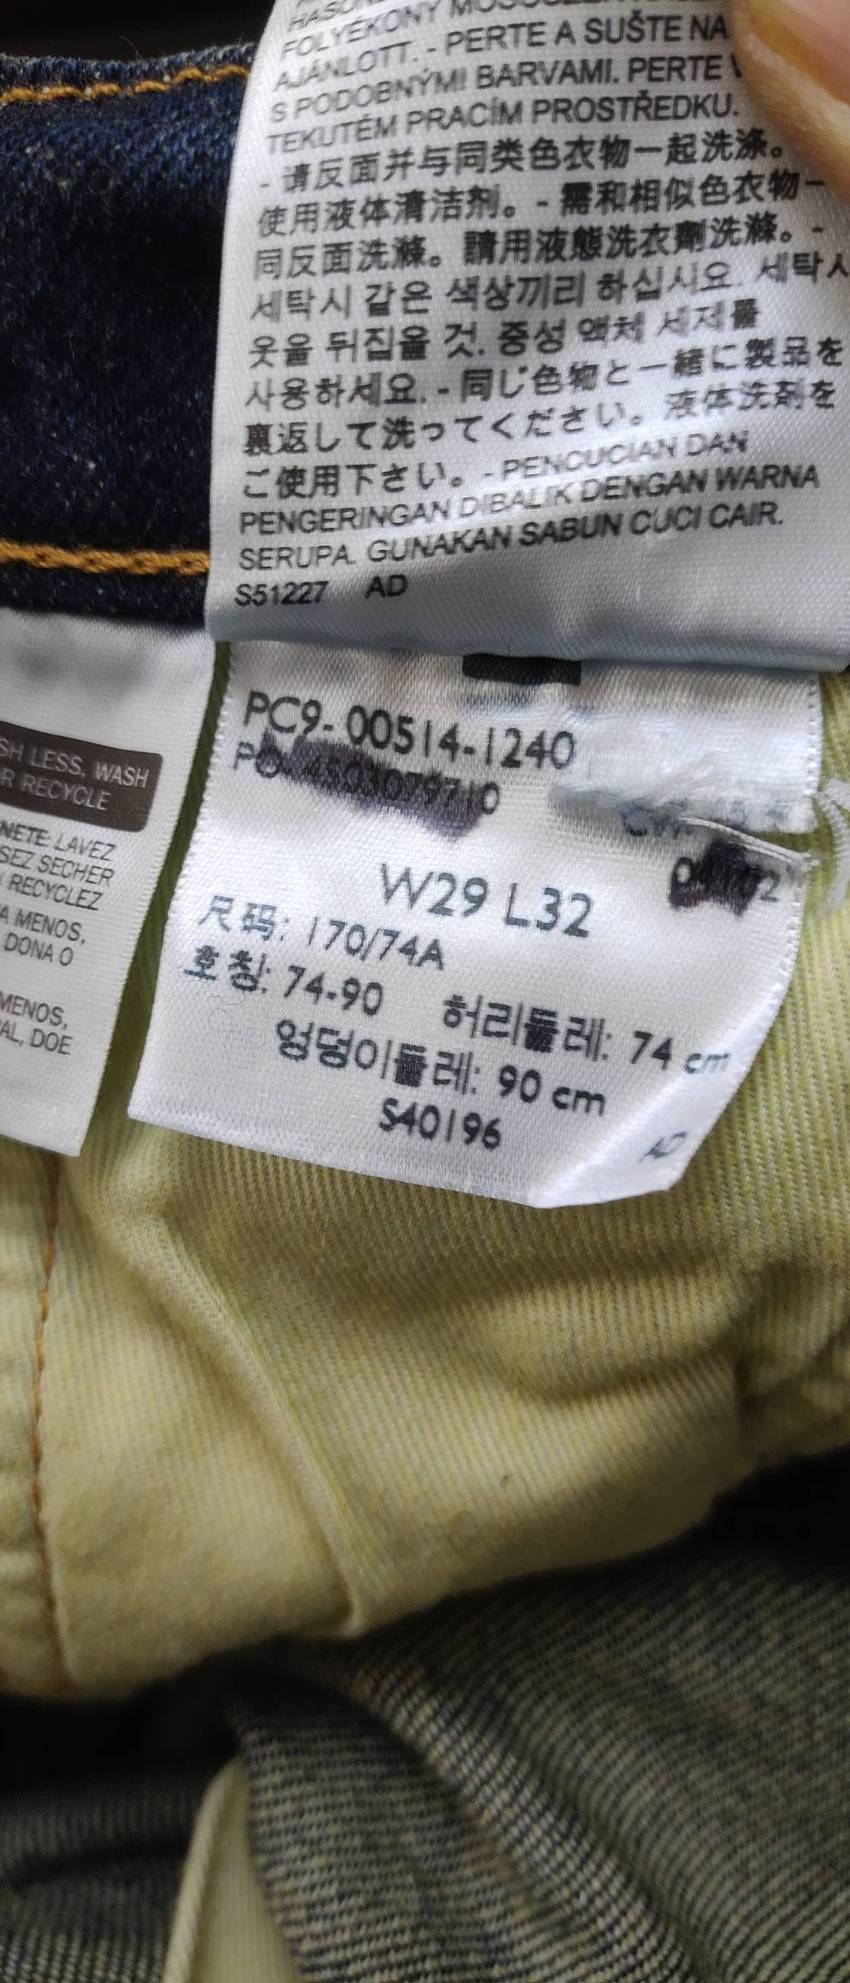 FOLYÉKONY
AJÁNLOTT. - PERTE A SUŠTE NA
S PODOBNÝMI BARVAMI. PERTE
TEKUTÉM PRACÍM PROSTŘEDKU.
- 请反面并与同类色衣物一起洗涤。
使用液体清洁剂。- 需和相似色衣物一
同反面洗滌。請用液態洗衣劑洗滌。-
세탁시 같은 색상끼리 하십시요. 세탁시
옷을 뒤집을 것. 중성 액체 세제를
사용하세요. - 同じ色物と一緒に製品を
裏返して洗ってください。液体洗剤を
ご使用下さい。- PENCUCIAN DAN
PENGERINGAN DIBALIK DENGAN WARNA
SERUPA. GUNAKAN SABUN CUCI CAIR.
S51227 AD
PC9-00514-1240
PO-4503079710
W29 L32
尺码: 170/74A
호칭: 74-90 허리둘레: 74 cm
엉덩이둘레: 90 cm
S40196
AD
SH LESS, WASH
OR RECYCLE
NETE: LAVEZ
SEZ SECHER
RECYCLEZ
A MENOS,
DONA O
MENOS,
AL, DOE